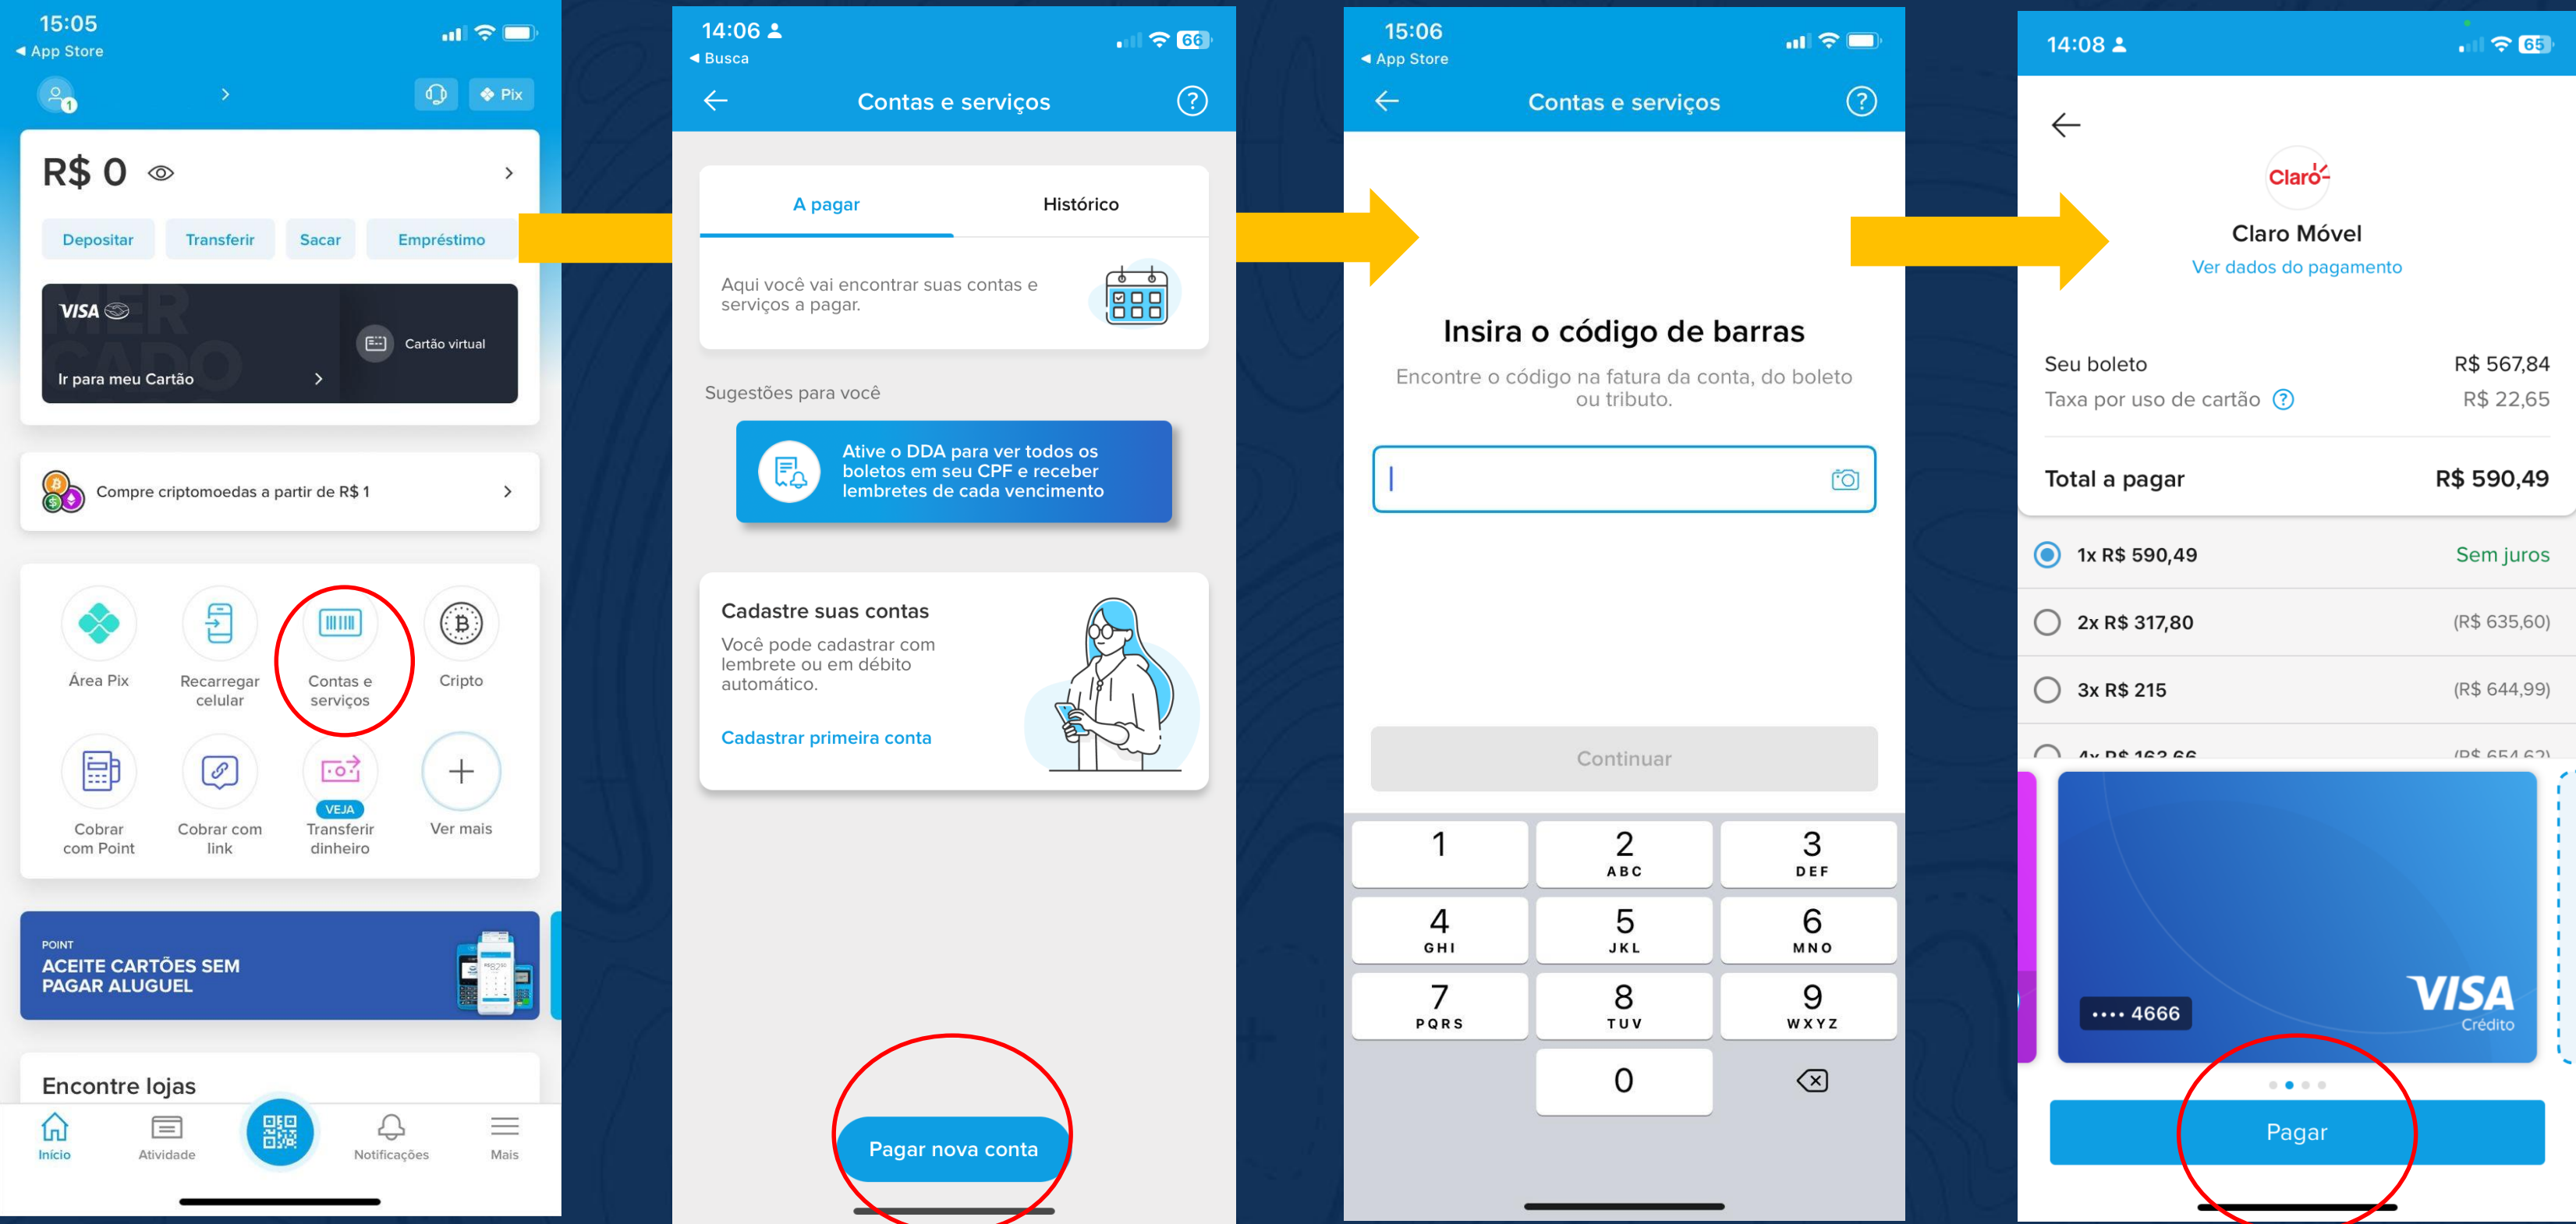 15:05
◀ App Store
1
Pix
R$ 0
Depositar
Transferir
Sacar
Empréstimo
MERCADO
VISA
Cartão virtual
Ir para meu Cartão
Compre criptomoedas a partir de R$ 1
Área Pix
Recarregar
celular
Contas e
serviços
Cripto
Cobrar
com Point
Cobrar com
link
VEJA
Transferir
dinheiro
Ver mais
POINT
ACEITE CARTÕES SEM
PAGAR ALUGUEL
Encontre lojas
Início
Atividade
Notificações
Mais
14:06
66
◀ Busca
Contas e serviços
?
A pagar
Histórico
Aqui você vai encontrar suas contas e
serviços a pagar.
Sugestões para você
Ative o DDA para ver todos os
boletos em seu CPF e receber
lembretes de cada vencimento
Cadastre suas contas
Você pode cadastrar com
lembrete ou em débito
automático.
Cadastrar primeira conta
Pagar nova conta
15:06
◀ App Store
Contas e serviços
?
Insira o código de barras
Encontre o código na fatura da conta, do boleto
ou tributo.
Continuar
1
2
ABC
3
DEF
4
GHI
5
JKL
6
MNO
7
PQRS
8
TUV
9
WXYZ
0
14:08
65
Claro
Claro Móvel
Ver dados do pagamento
Seu boleto R$ 567,84
Taxa por uso de cartão ? R$ 22,65
Total a pagar R$ 590,49
1x R$ 590,49 Sem juros
2x R$ 317,80 (R$ 635,60)
3x R$ 215 (R$ 644,99)
4x R$ 163,66 (R$ 654,62)
VISA
Crédito
•••• 4666
Pagar